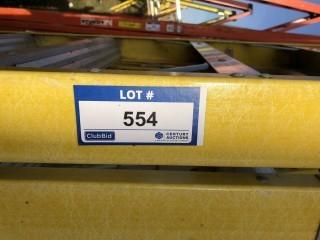 LOT #
554
ClubBid
CENTURY
AUCTIONS